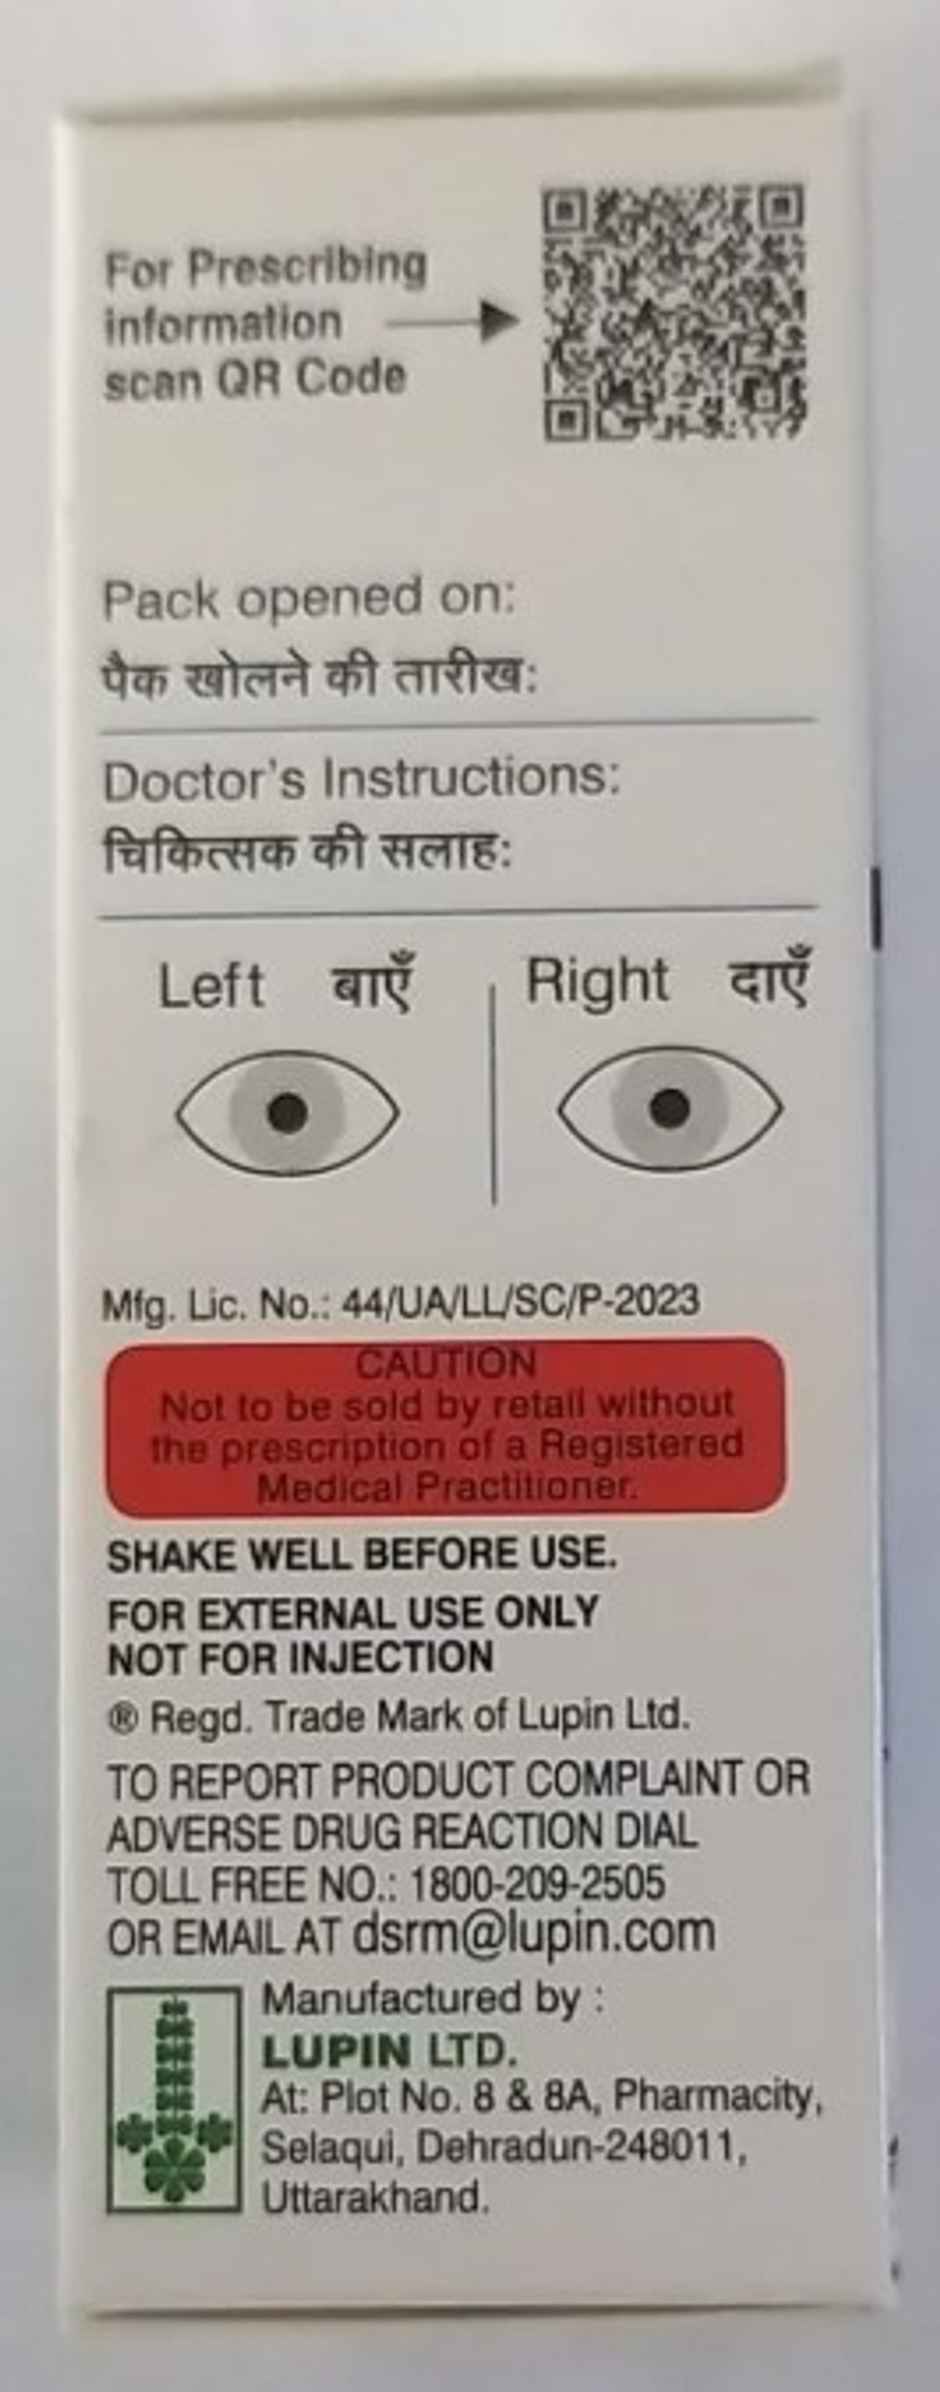 For Prescribing
information
scan QR Code
Pack opened on:
पैक खोलने की तारीख:
Doctor's Instructions:
चिकित्सक की सलाह:
Left बाएँ Right दाएँ
Mfg. Lic. No.: 44/UA/LL/SC/P-2023
CAUTION
Not to be sold by retail without
the prescription of a Registered
Medical Practitioner.
SHAKE WELL BEFORE USE.
FOR EXTERNAL USE ONLY
NOT FOR INJECTION
® Regd. Trade Mark of Lupin Ltd.
TO REPORT PRODUCT COMPLAINT OR
ADVERSE DRUG REACTION DIAL
TOLL FREE NO.: 1800-209-2505
OR EMAIL AT dsrm@lupin.com
Manufactured by :
LUPIN LTD.
At: Plot No. 8 & 8A, Pharmacity,
Selaqui, Dehradun-248011,
Uttarakhand.